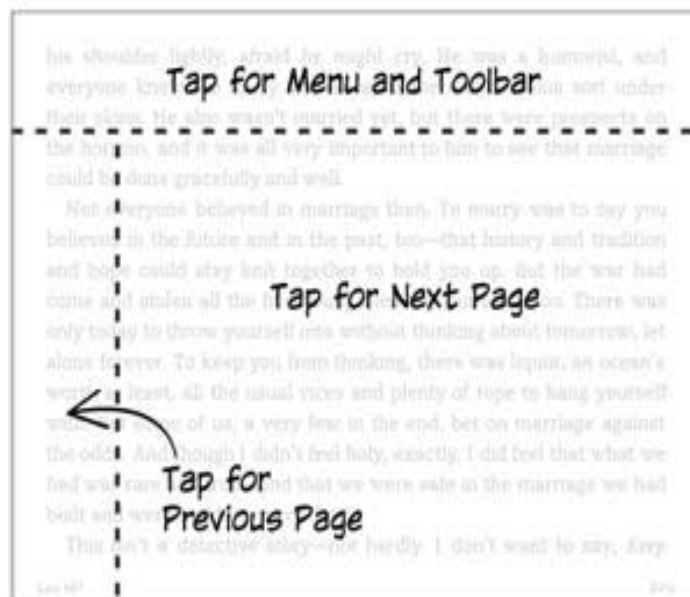 his shoulder lightly, afraid he might cry. He was a and
Tap for Menu and Toolbar
everyone sort under
their skins. He also wasn't married yet, but there were prospects on
the horizon, and it was all very important to him to see that marriage
could be done gracefully and well.
Not everyone believed in marriage then. To marry was to say you
believed in the future and in the past, too—that history and tradition
and hope could stay knit together to hold you up. But the war had
Tap for Next Page
come and stolen all the There was
only today to throw yourself into without thinking about tomorrow, let
alone forever. To keep you from thinking, there was liquor, an ocean's
worth at least, all the usual vices and plenty of rope to hang yourself
of us, a very few in the end, bet on marriage against
the odds. And though I didn't feel holy, exactly, I did feel that what we
had was rare and that we were safe in the marriage we had
Tap for
Previous Page
built and
This isn't a detective story—not hardly. I don't want to say, Keep